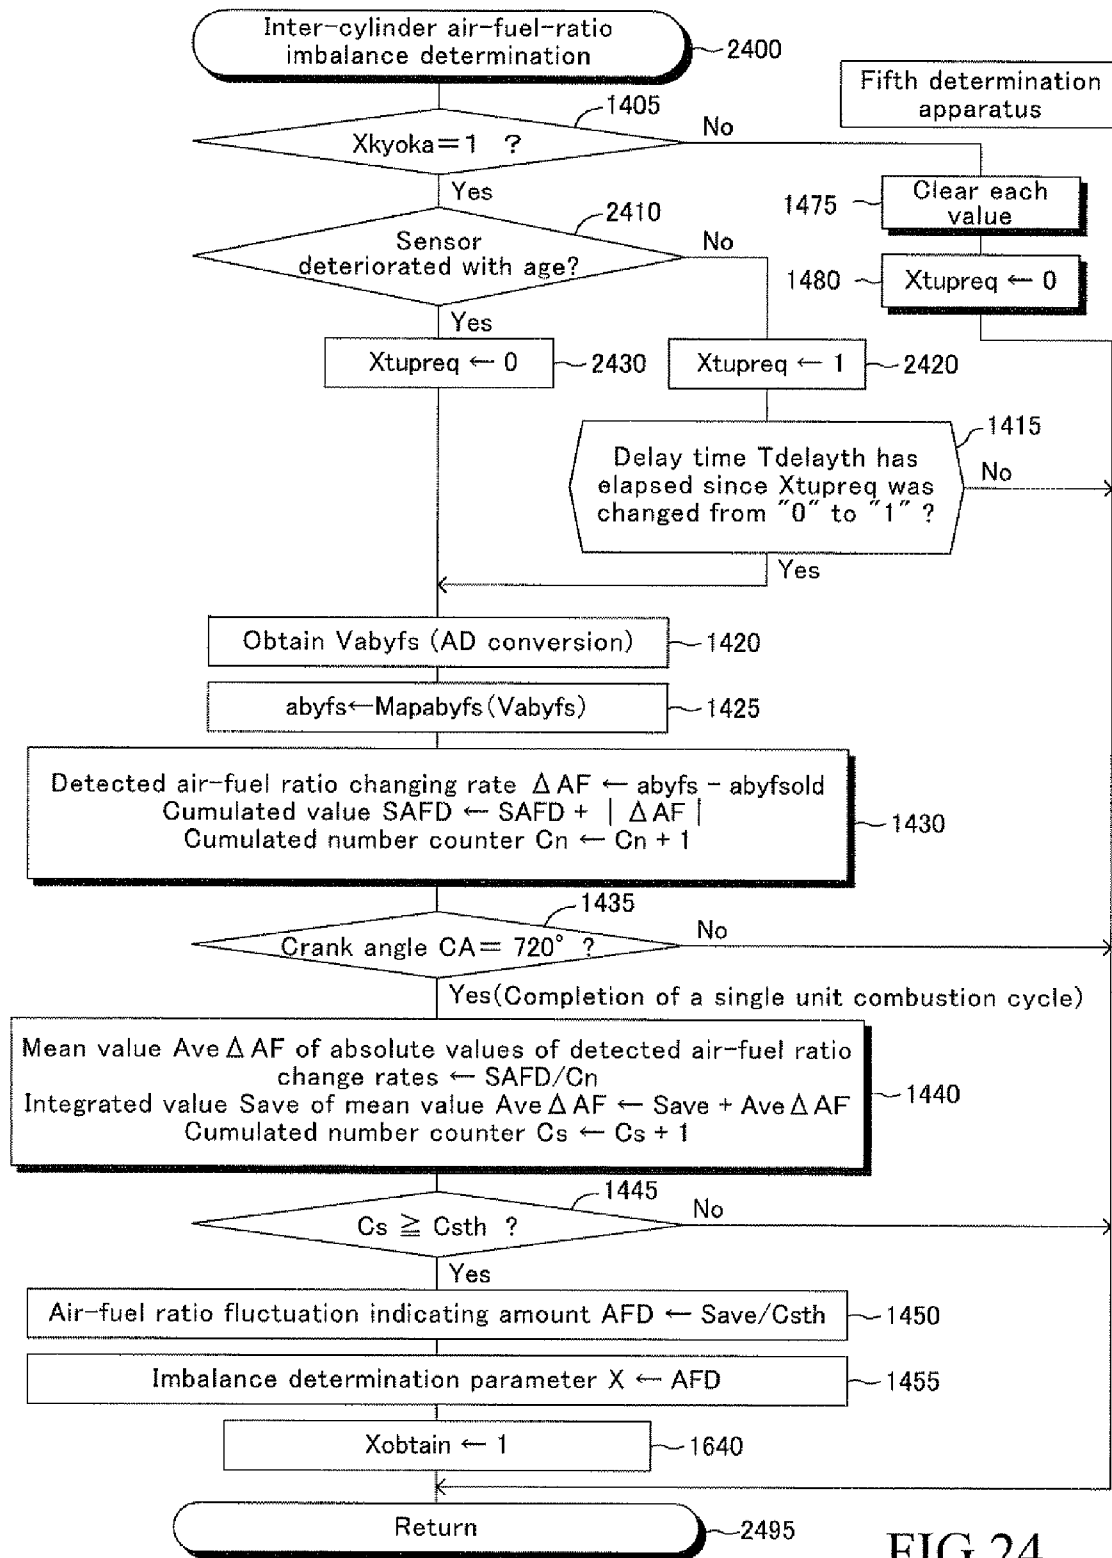 Inter-cylinder air-fuel-ratio
imbalance determination
2400
Fifth determination
apparatus
1405
Xkyoka=1 ?
No
Yes
1475
Clear each
value
2410
Sensor
deteriorated with age?
No
1480
Xtupreq ← 0
Yes
Xtupreq ← 0
2430
Xtupreq ← 1
2420
1415
Delay time Tdelayth has
elapsed since Xtupreq was
changed from "0" to "1" ?
No
Yes
Obtain Vabyfs (AD conversion)
1420
abyfs←Mapabyfs(Vabyfs)
1425
Detected air-fuel ratio changing rate ΔAF ← abyfs - abyfsold
Cumulated value SAFD ← SAFD + | ΔAF |
Cumulated number counter Cn ← Cn + 1
1430
1435
Crank angle CA= 720° ?
No
Yes(Completion of a single unit combustion cycle)
Mean value AveΔAF of absolute values of detected air-fuel ratio
change rates ← SAFD/Cn
Integrated value Save of mean value AveΔAF ← Save + AveΔAF
Cumulated number counter Cs ← Cs + 1
1440
1445
Cs ≧ Csth ?
No
Yes
Air-fuel ratio fluctuation indicating amount AFD ← Save/Csth
1450
Imbalance determination parameter X ← AFD
1455
Xobtain ← 1
1640
Return
2495
FIG.24